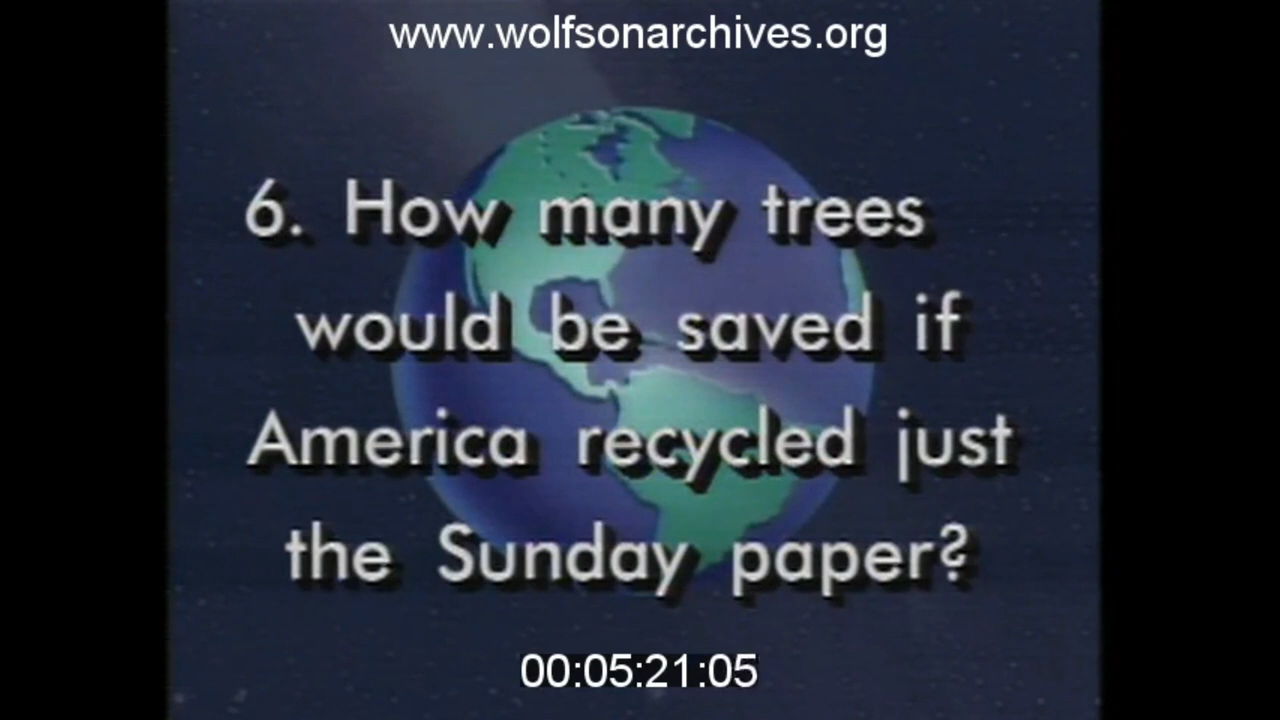 www.wolfsonarchives.org
6. How many trees
would be saved if
America recycled just
the Sunday paper?
00:05:21:05